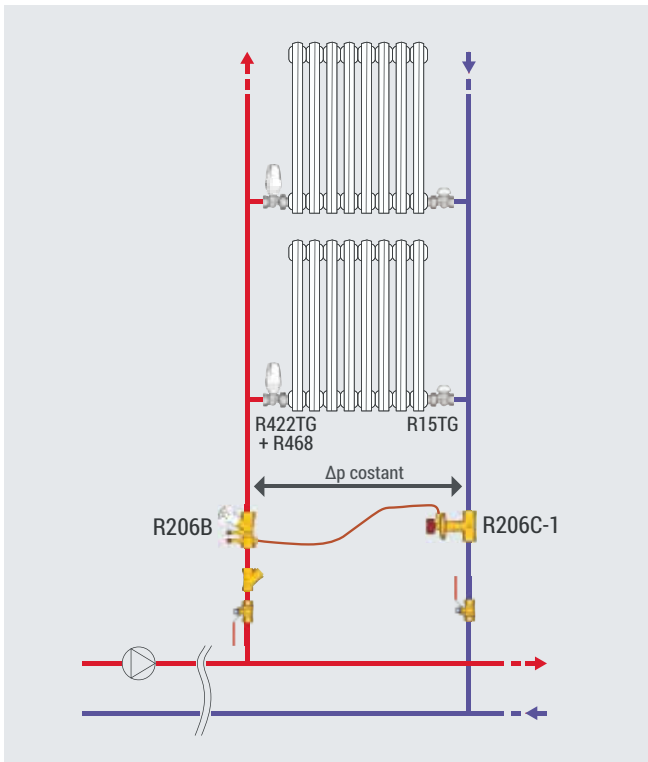 R422TG
+ R468
R15TG
Δp costant
R206B
R206C-1